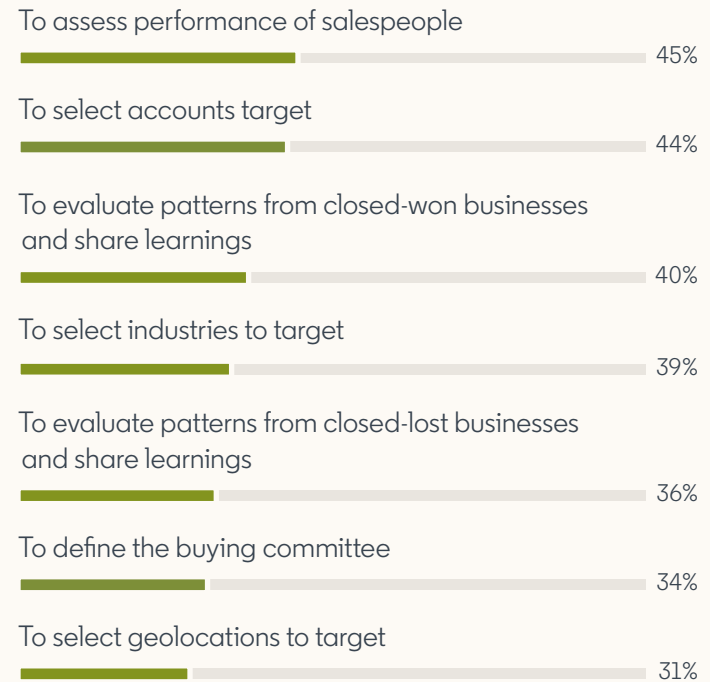 To assess performance of salespeople
45%
To select accounts target
44%
To evaluate patterns from closed-won businesses
and share learnings
40%
To select industries to target
39%
To evaluate patterns from closed-lost businesses
and share learnings
36%
To define the buying committee
34%
To select geolocations to target
31%